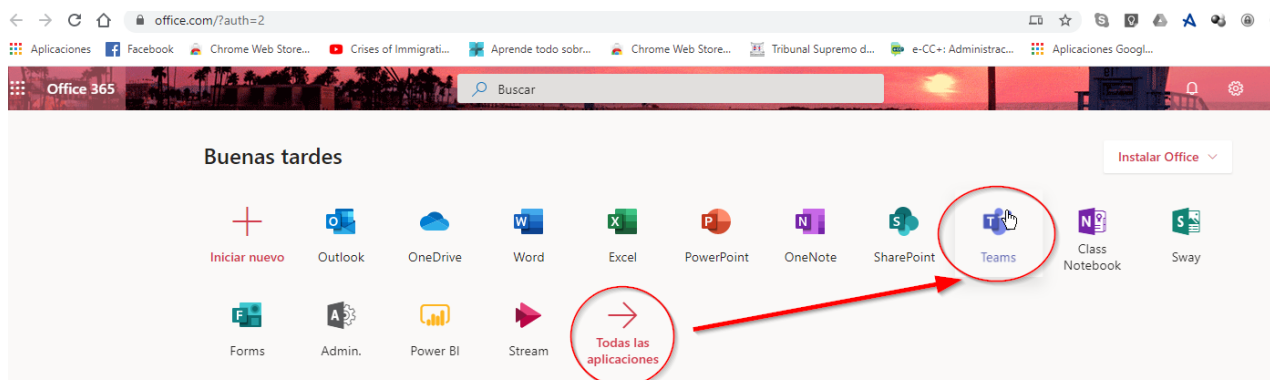 office.com/?auth=2
Aplicaciones Facebook Chrome Web Store... Crises of Immigrati... Aprende todo sobr... Chrome Web Store... Tribunal Supremo d... e-CC+: Administrac... Aplicaciones Googl...
Office 365 Buscar
Buenas tardes Instalar Office
Iniciar nuevo Outlook OneDrive Word Excel PowerPoint OneNote SharePoint Teams Class Notebook Sway
Forms Admin. Power BI Stream Todas las aplicaciones